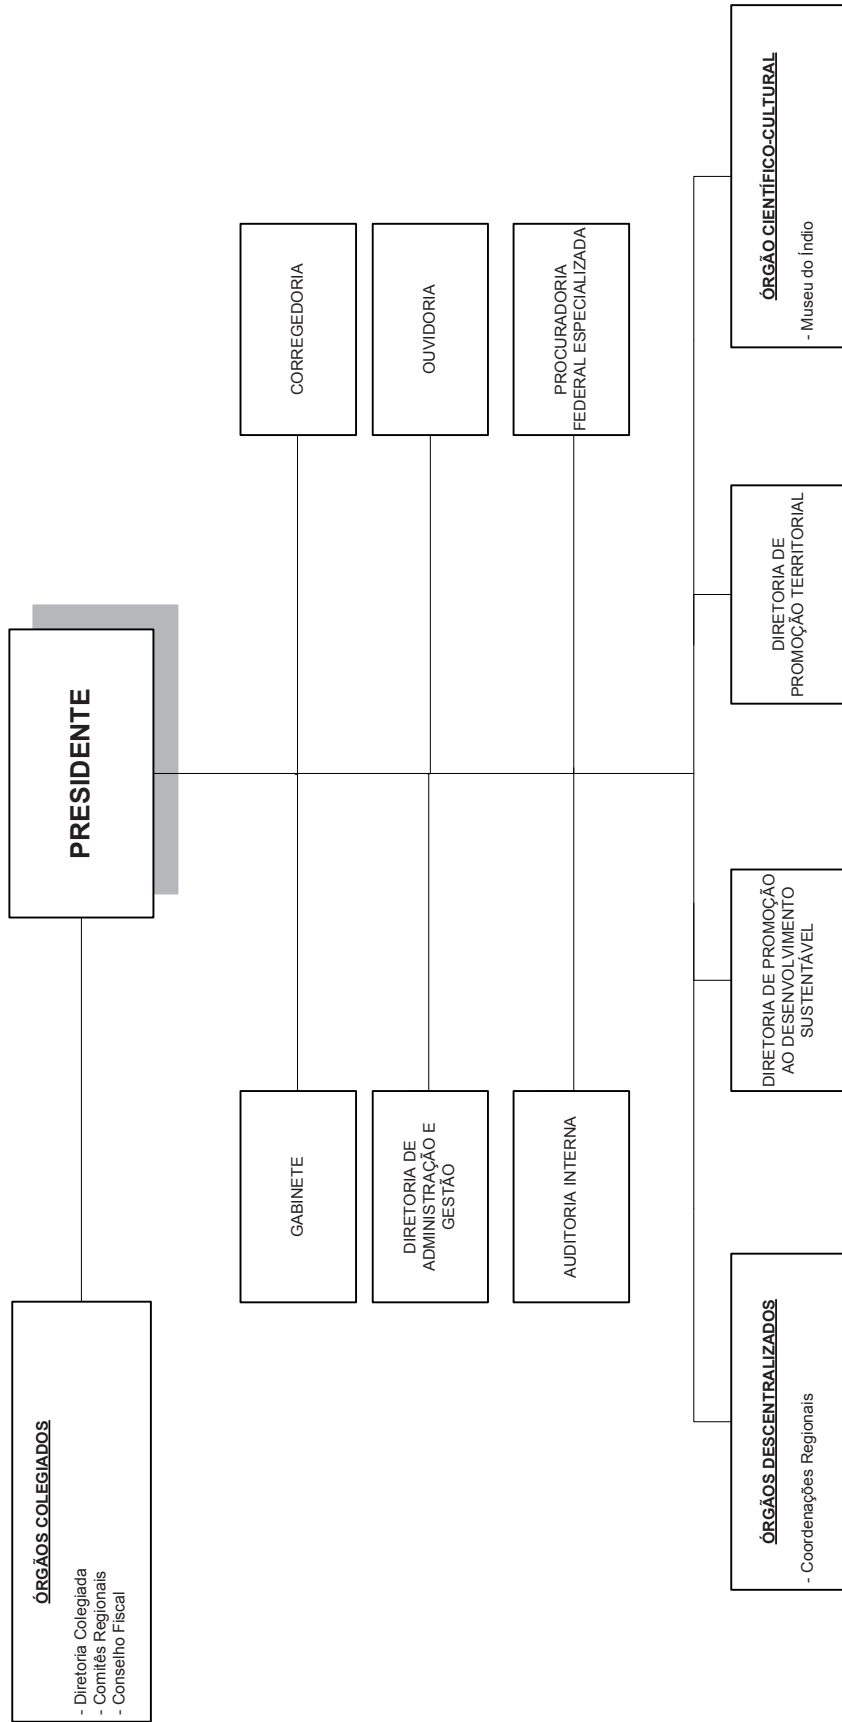 PRESIDENTE
ÓRGÃOS COLEGIADOS
- Diretoria Colegiada
- Comitês Regionais
- Conselho Fiscal
GABINETE
CORREGEDORIA
DIRETORIA DE
ADMINISTRAÇÃO E
GESTÃO
OUVIDORIA
AUDITORIA INTERNA
PROCURADORIA
FEDERAL ESPECIALIZADA
ÓRGÃOS DESCENTRALIZADOS
- Coordenações Regionais
DIRETORIA DE PROMOÇÃO
AO DESENVOLVIMENTO
SUSTENTÁVEL
DIRETORIA DE
PROMOÇÃO TERRITORIAL
ÓRGÃO CIENTÍFICO-CULTURAL
- Museu do Índio